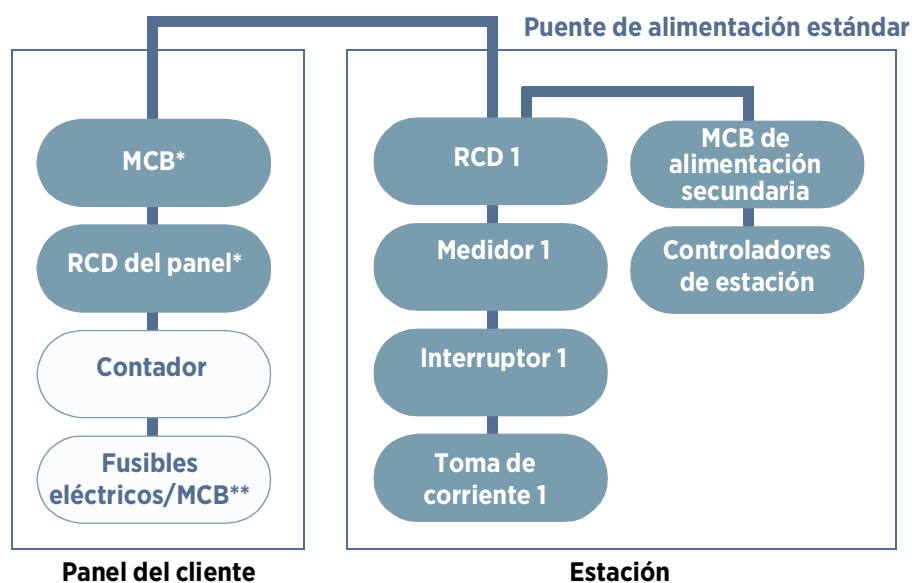 Puente de alimentación estándar
MCB*
RCD del panel*
Contador
Fusibles
eléctricos/MCB**
Panel del cliente
RCD 1
Medidor 1
Interruptor 1
Toma de
corriente 1
MCB de
alimentación
secundaria
Controladores
de estación
Estación